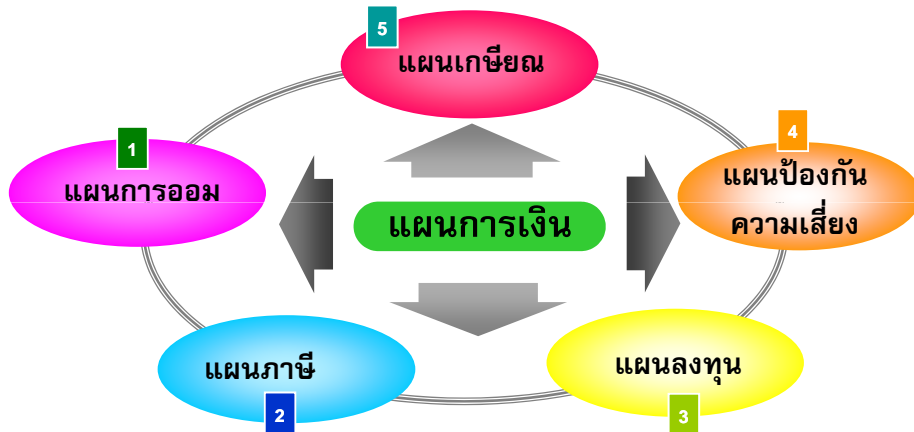 5
แผนเกษียณ
1
แผนการออม
4
แผนป้องกัน
ความเสี่ยง
แผนการเงิน
แผนภาษี
2
แผนลงทุน
3